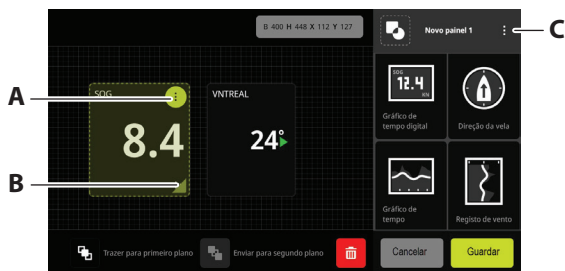 B 400 H 448 X 112 Y 127
Novo painel 1
C
A
SOG
8.4
VNTREAL
24°
B
SOG
12.4
KN
Gráfico de
tempo digital
Direção da vela
Gráfico de
tempo
Registo de vento
Trazer para primeiro plano
Enviar para segundo plano
Cancelar
Guardar